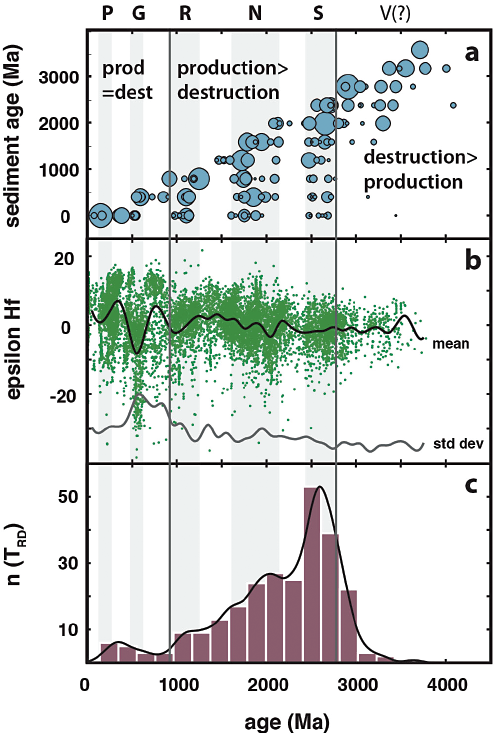 P G R N S V(?)
a
prod
=dest
production>
destruction
destruction>
production
sediment age (Ma)
3000
2000
1000
0
b
epsilon Hf
20
0
-20
mean
std dev
c
n (TRD)
50
30
10
0 1000 2000 3000 4000
age (Ma)